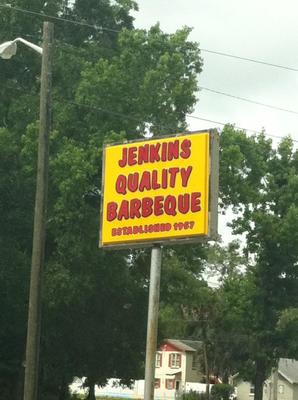 JENKINS
QUALITY
BARBEQUE
ESTABLISHED 1957